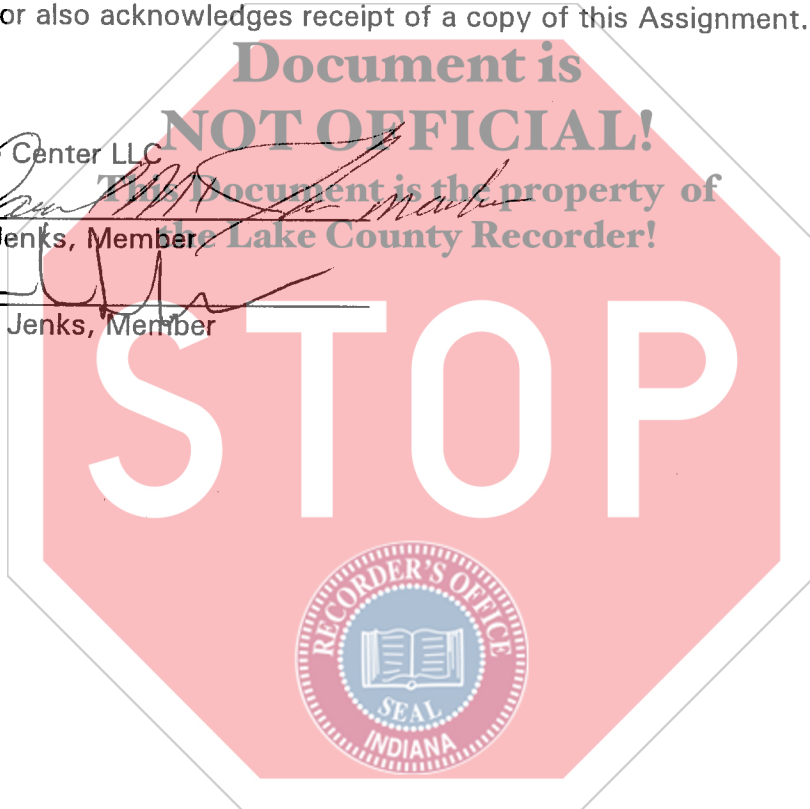 or also acknowledges receipt of a copy of this Assignment.
Document is
NOT OFFICIAL!
Center LLC
This Document is the property of
Jenks, Member
the Lake County Recorder!
Jenks, Member
STOP
RECORDER'S OFFICE
SEAL
INDIANA